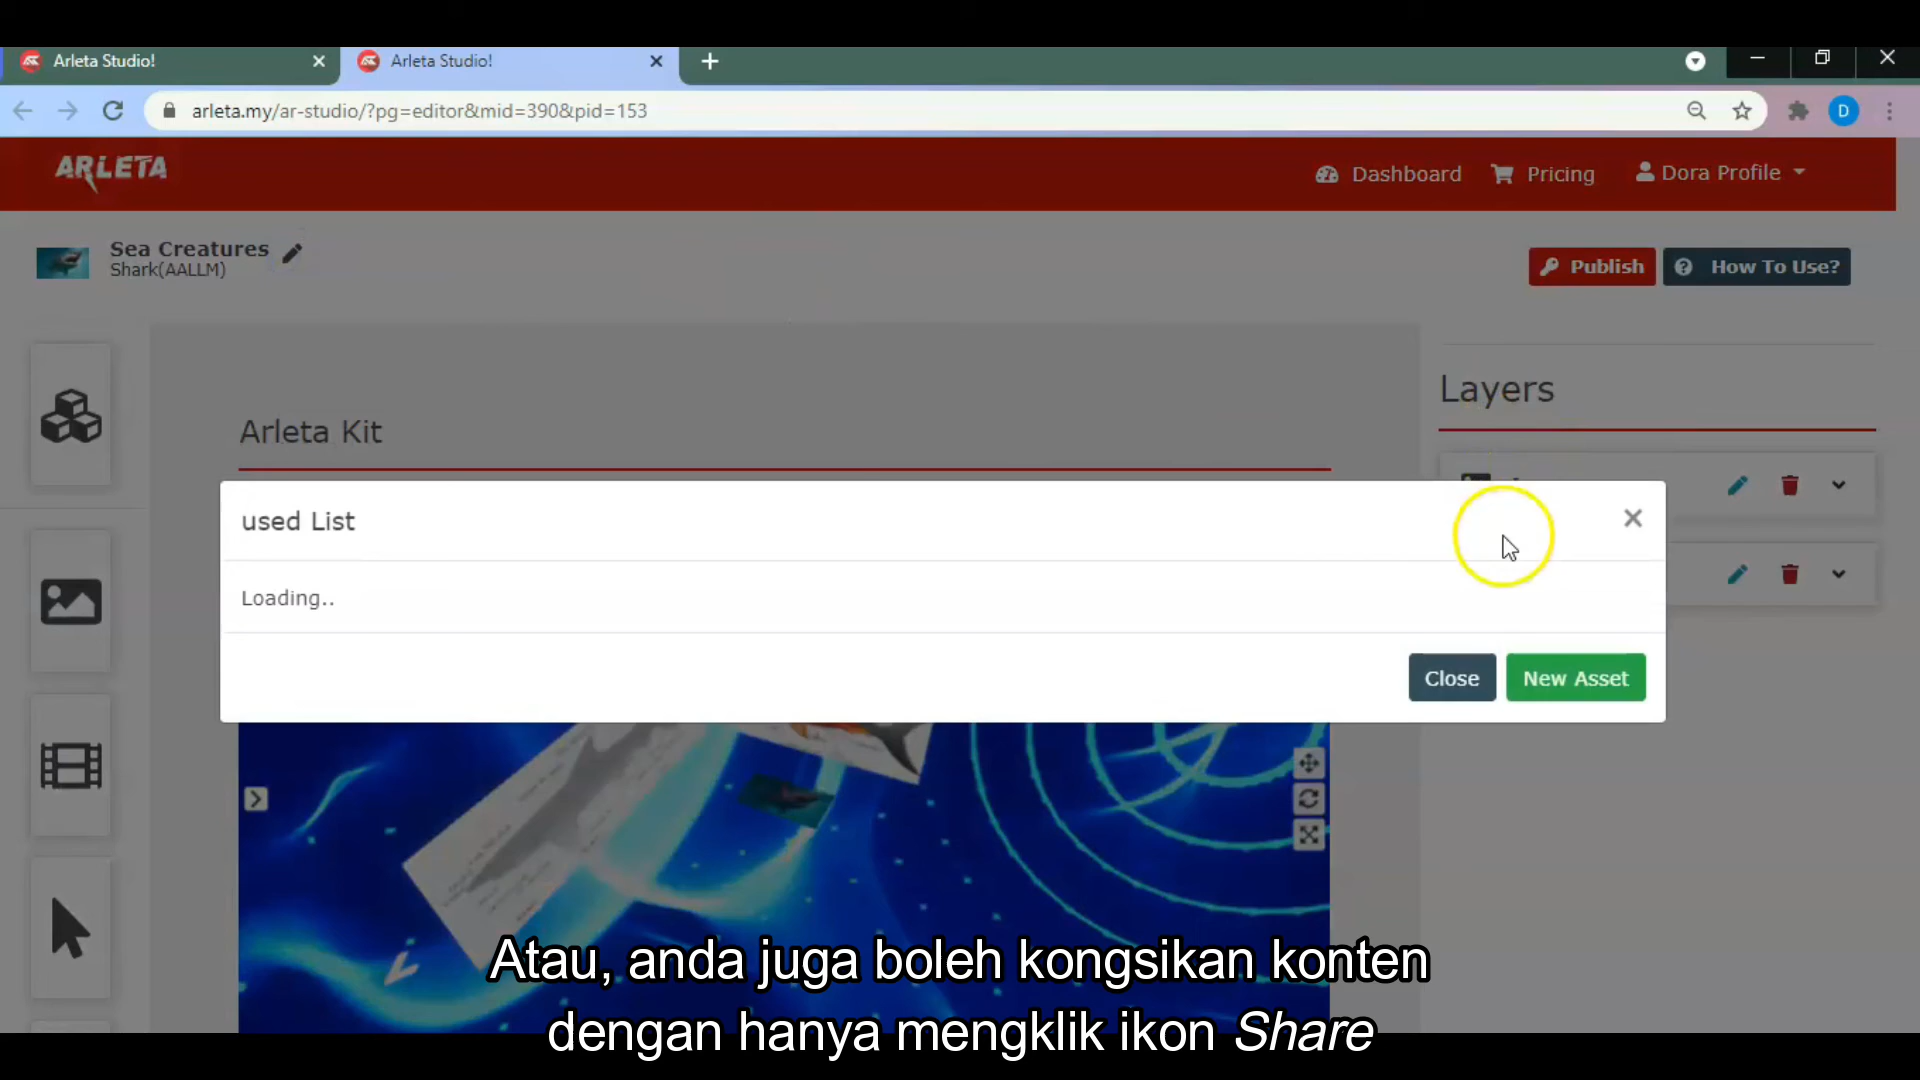 Arleta Studio!
Arleta Studio!
arleta.my/ar-studio/?pg=editor&mid=390&pid=153
D
ARLETA
Dashboard
Pricing
Dora Profile
Sea Creatures
Shark(AALLM)
Publish
How To Use?
Layers
Arleta Kit
used List
Loading..
Close
New Asset
Atau, anda juga boleh kongsikan konten
dengan hanya mengklik ikon Share